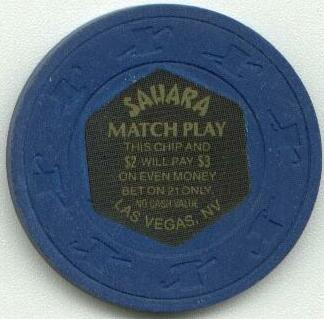 SAHARA
MATCH PLAY
THIS CHIP AND
$2 WILL PAY $3
ON EVEN MONEY
BET ON 21 ONLY.
NO CASH VALUE
LAS VEGAS, NV